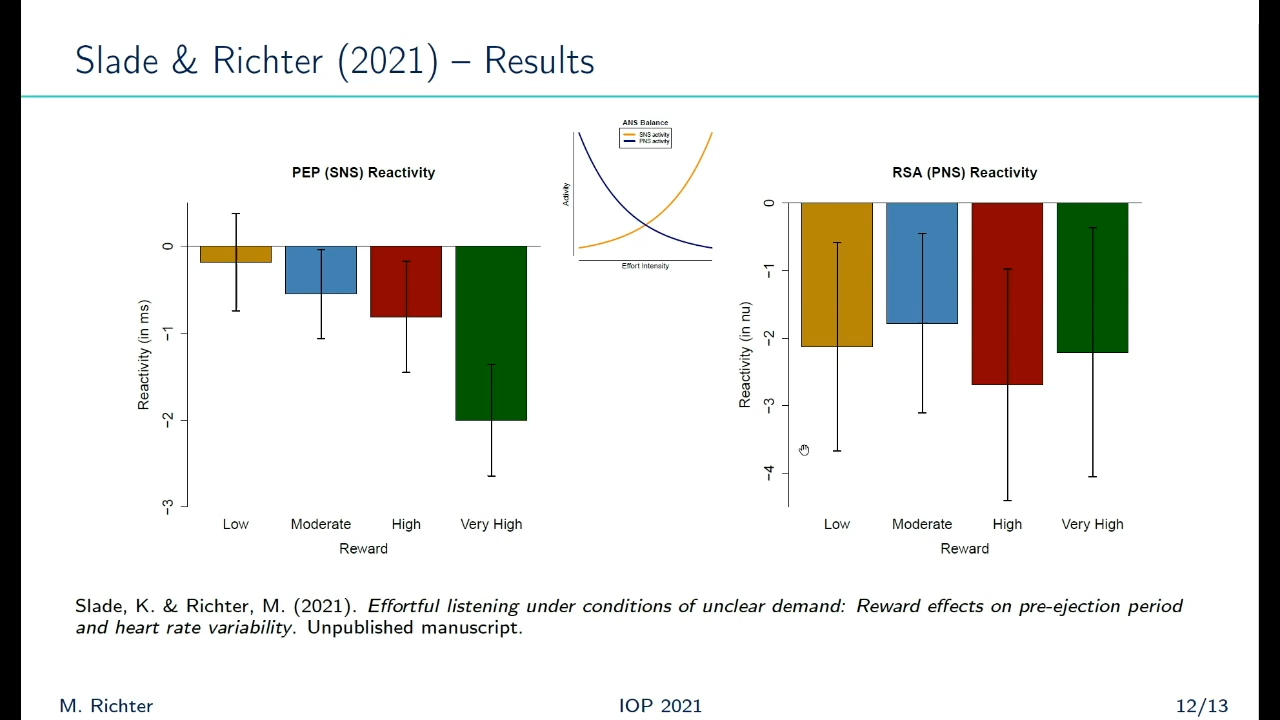 Slade & Richter (2021) – Results
ANS Balance
SNS activity
PNS activity
Activity
Effort Intensity
PEP (SNS) Reactivity
Reactivity (in ms)
0
−1
−2
−3
Low Moderate High Very High
Reward
RSA (PNS) Reactivity
Reactivity (in nu)
0
−1
−2
−3
−4
Low Moderate High Very High
Reward
Slade, K. & Richter, M. (2021). Effortful listening under conditions of unclear demand: Reward effects on pre-ejection period
and heart rate variability. Unpublished manuscript.
M. Richter IOP 2021 12/13